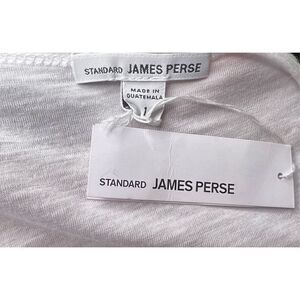 STANDARD JAMES PERSE
MADE IN
GUATEMALA
1
STANDARD JAMES PERSE